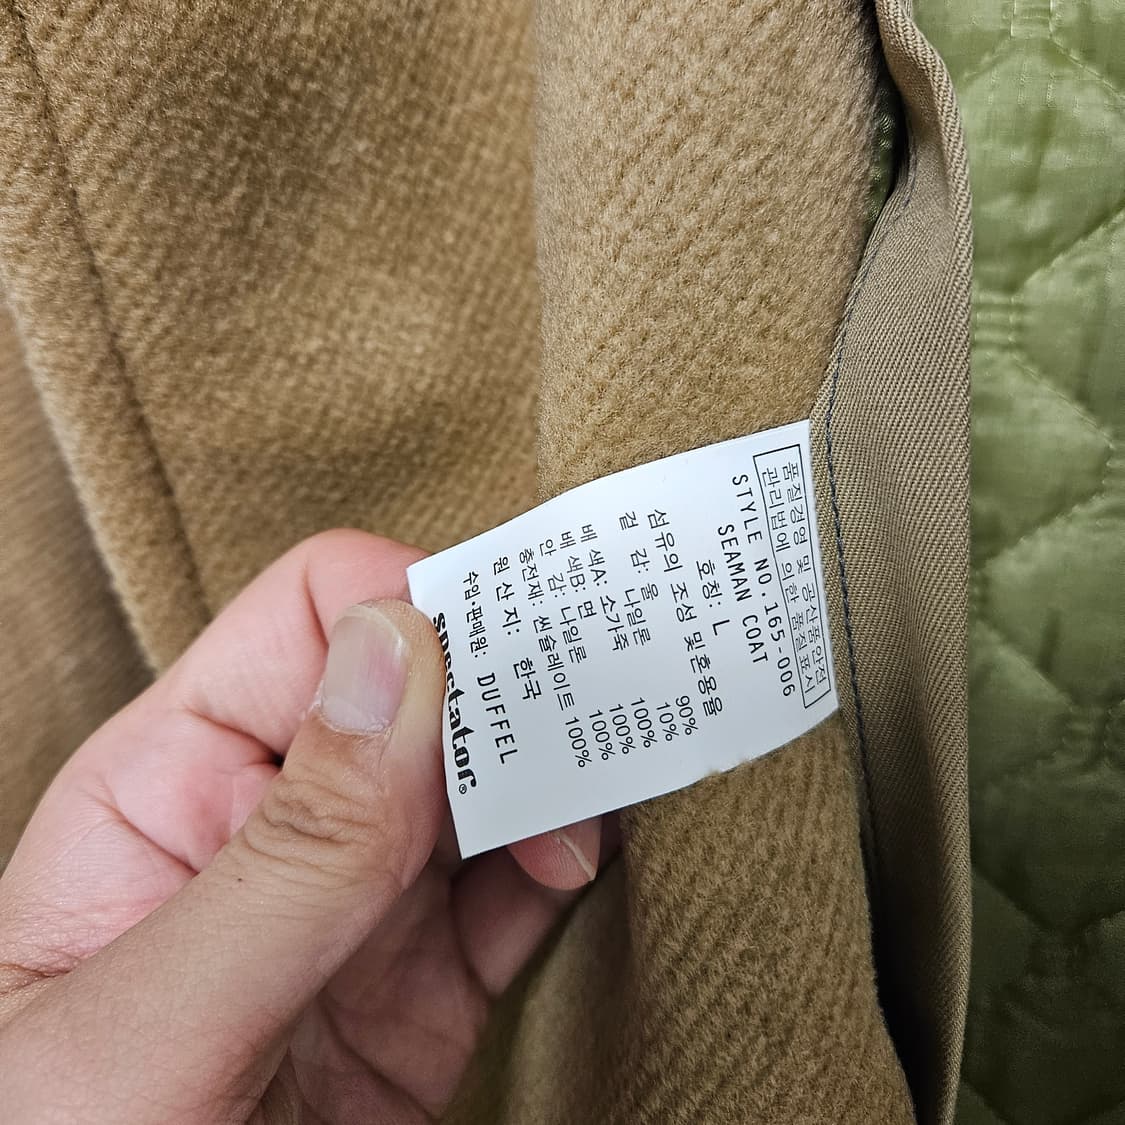 품질경영 및 공산품안전
관리법에 의한 품질표시
STYLE NO.165-006
SEAMAN COAT
호칭: L
섬유의 조성 및혼용율
겉 감: 울 90%
나일론 10%
배 색A: 소가죽 100%
배 색B: 면 100%
안 감: 나일론 100%
충전재: 씬슐레이트 100%
원 산 지: 한국
수입·판매원: DUFFEL
spectator®